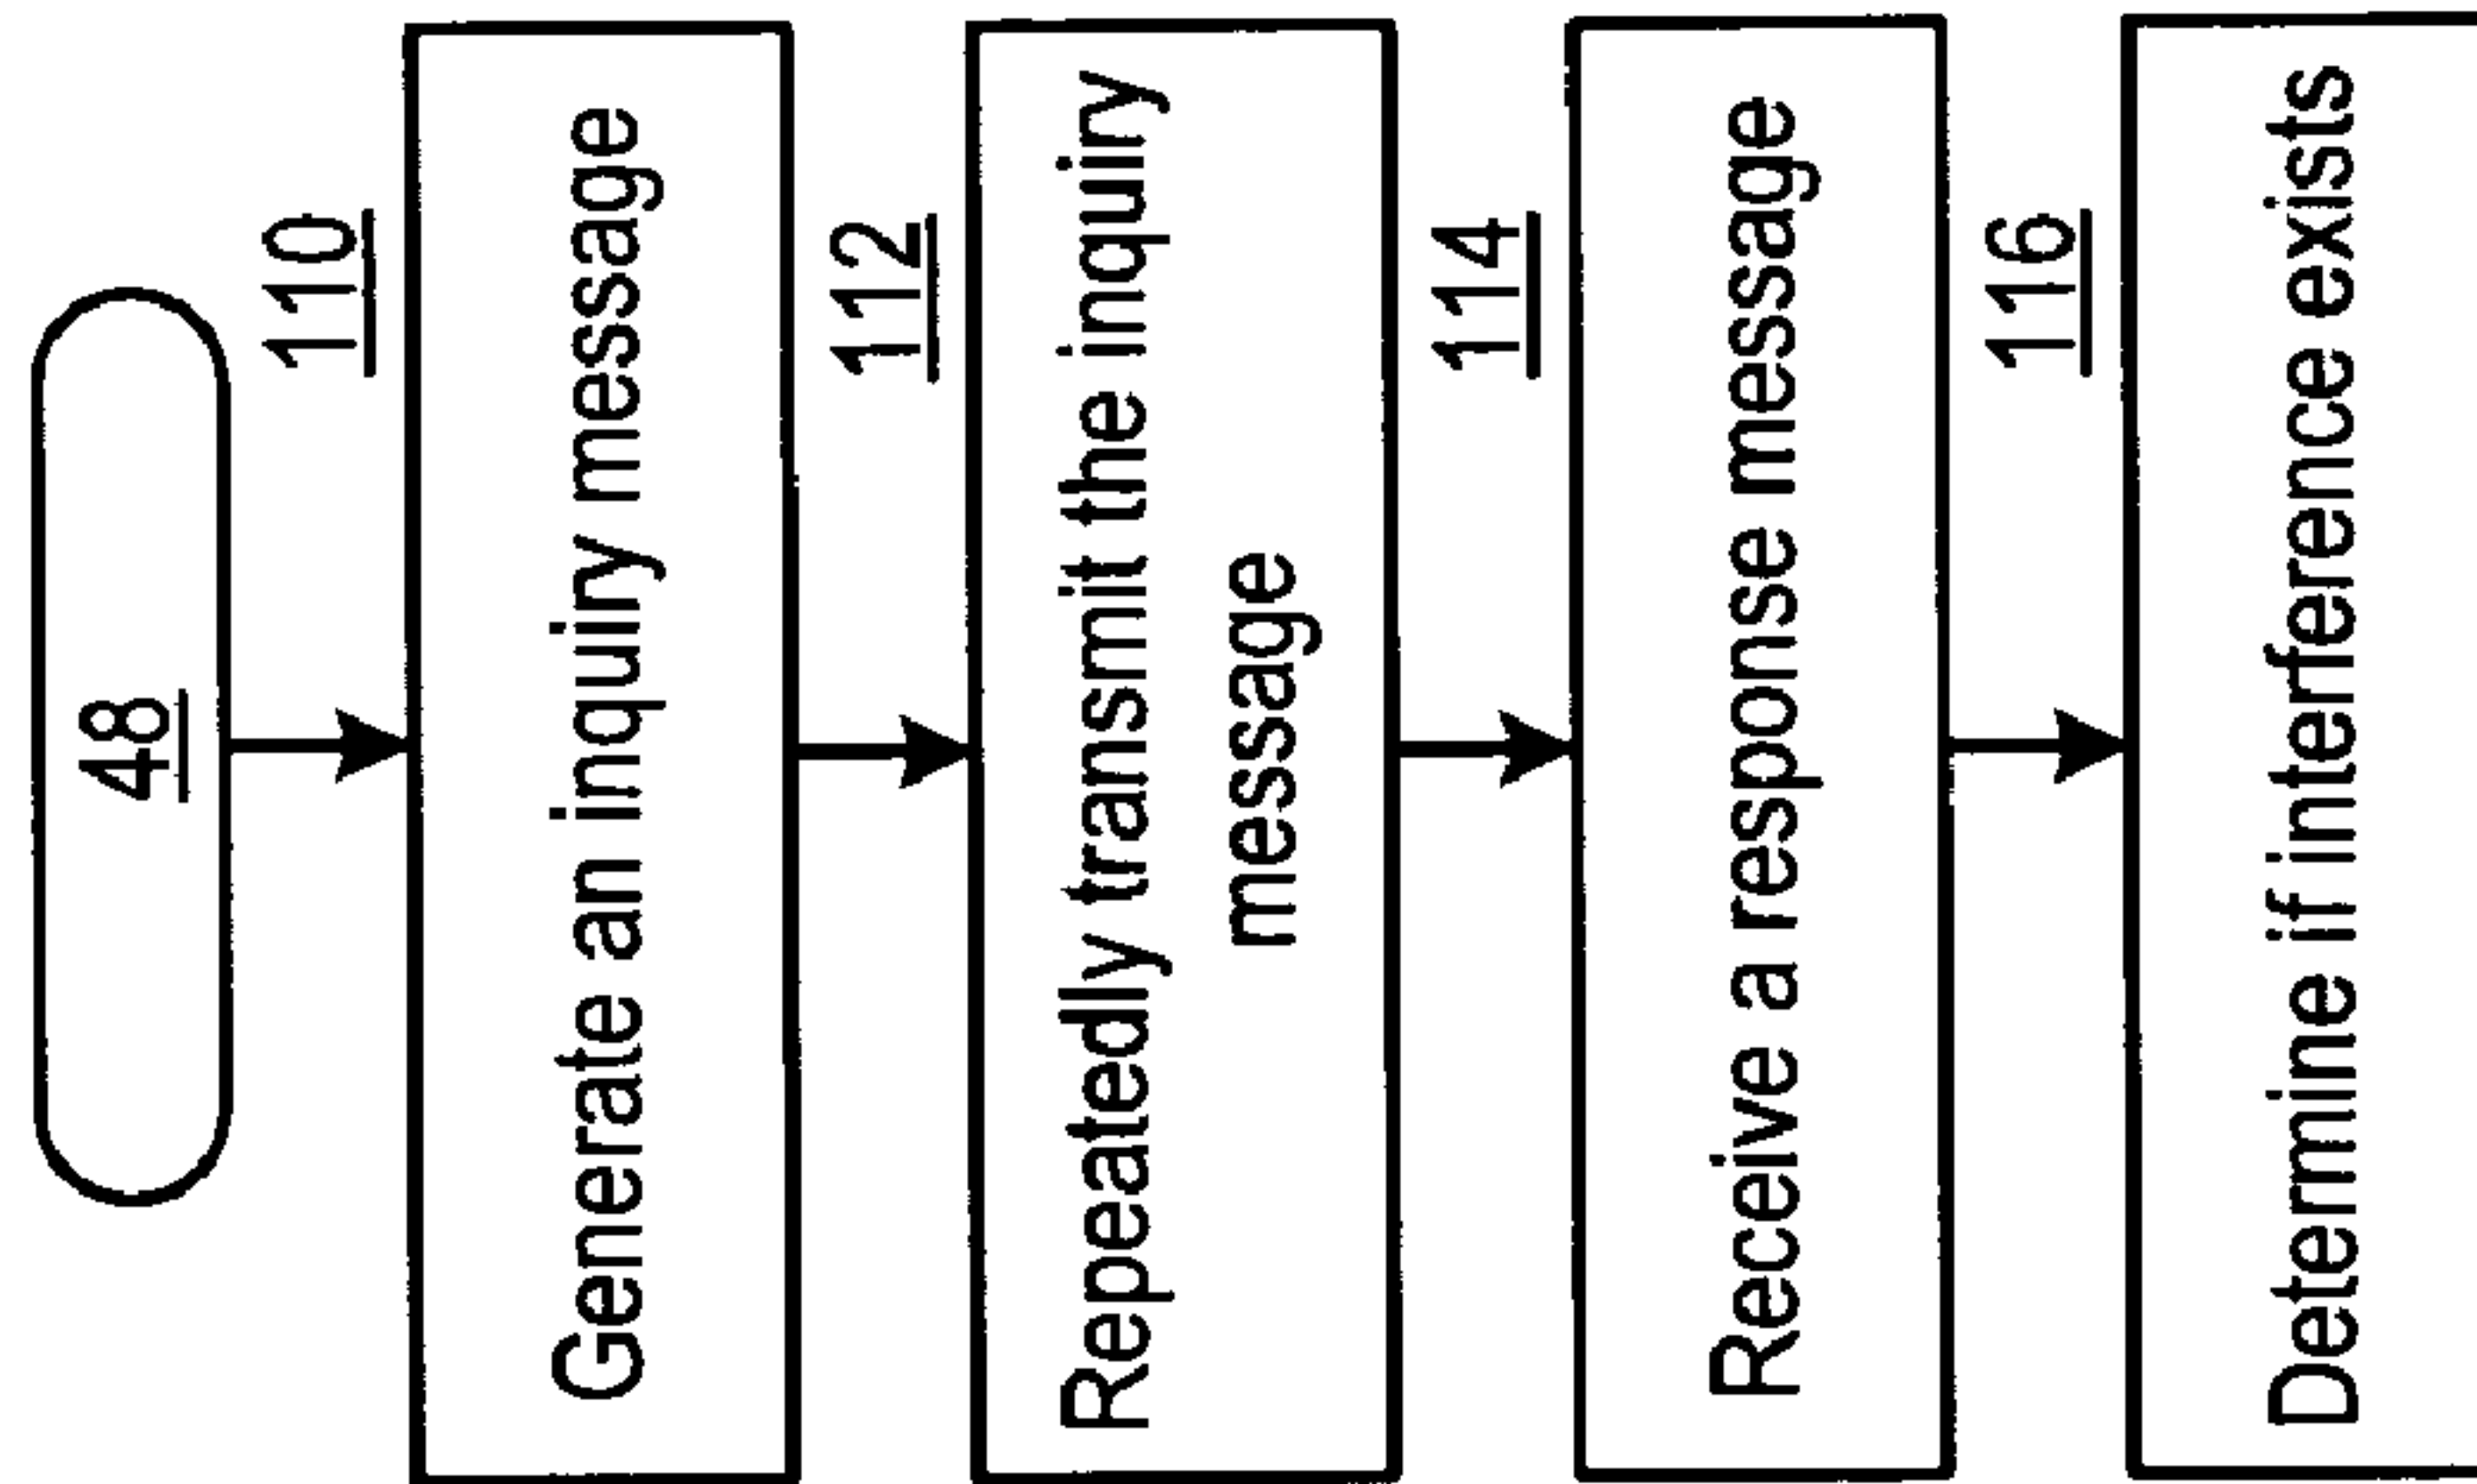 48
110
Generate an inquiry message
112
Repeatedly transmit the inquiry
message
114
Receive a response message
116
Determine if interference exists